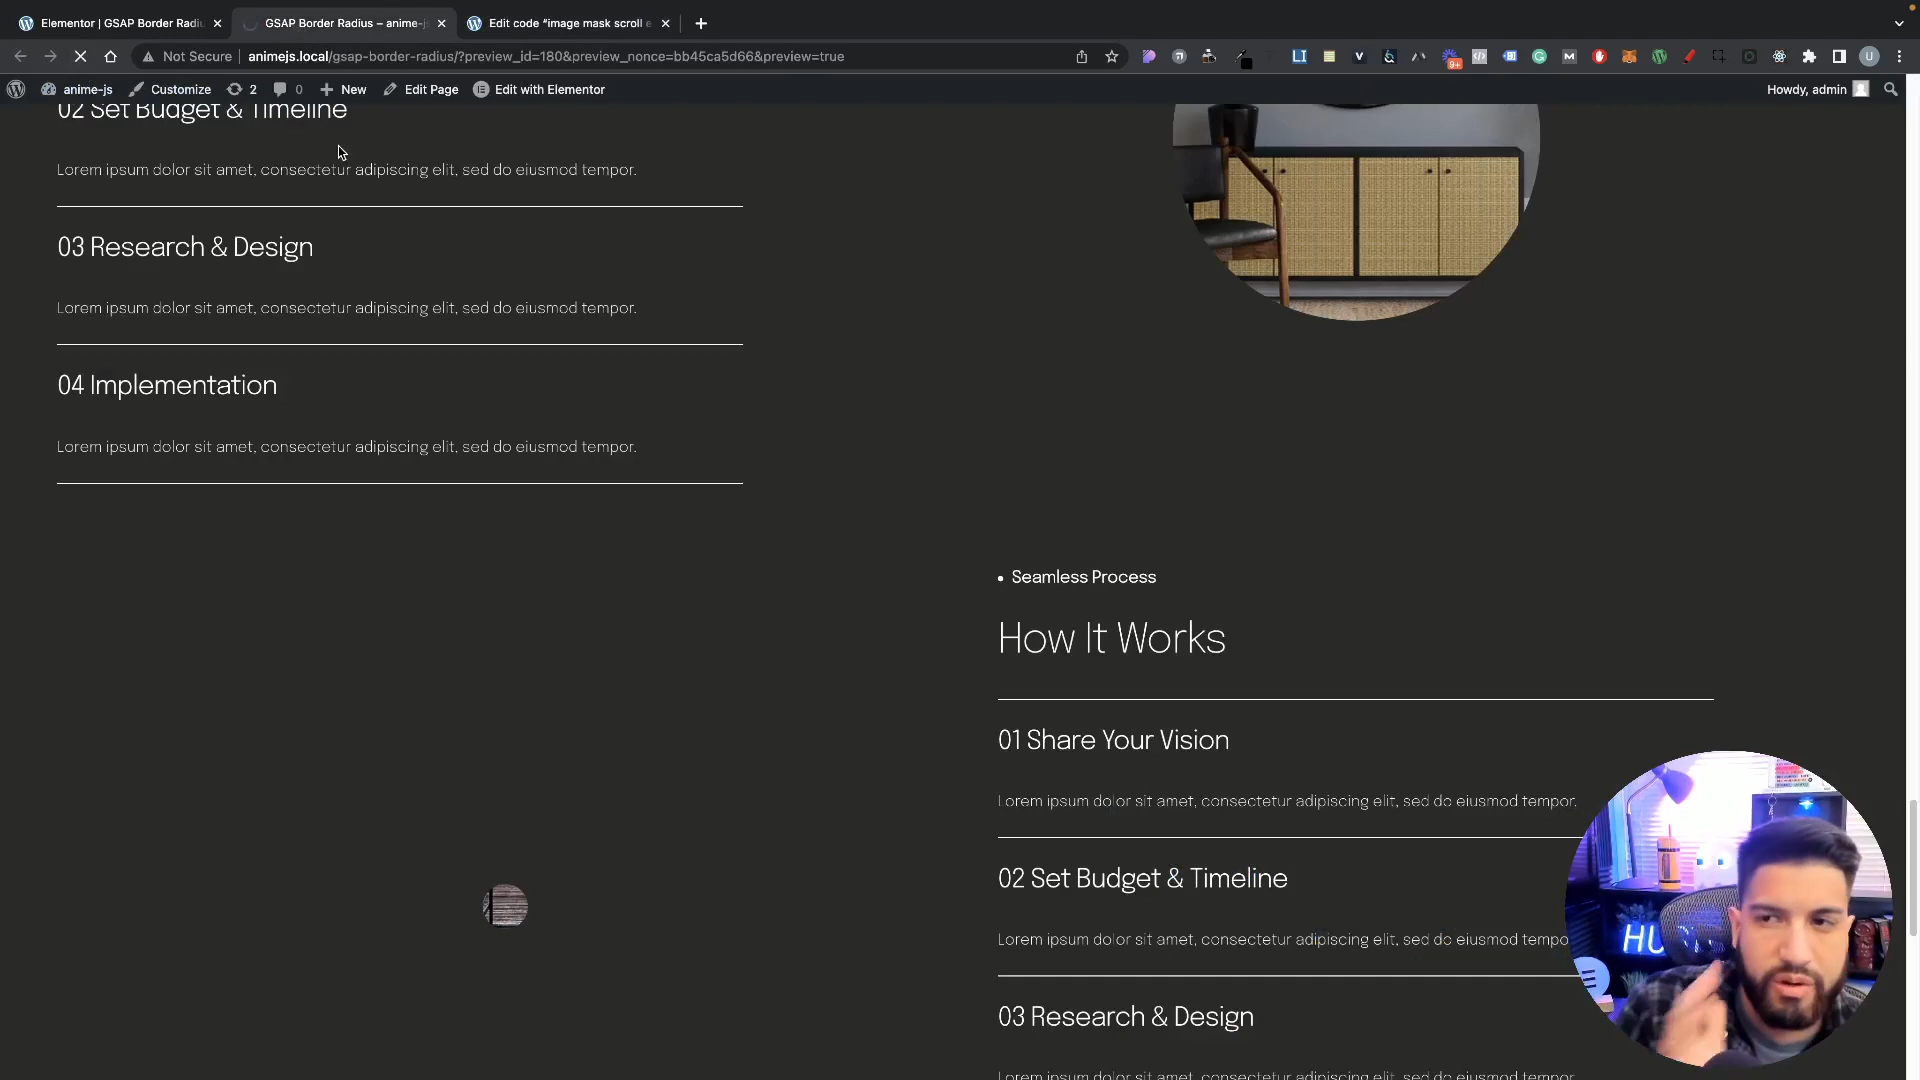 Elementor | GSAP Border Radi
GSAP Border Radius – anime-j
Edit code "image mask scroll e
Not Secure
animejs.local/gsap-border-radius/?preview_id=180&preview_nonce=bb45ca5d66&preview=true
9+
U
anime-js
Customize
2
0
New
Edit Page
Edit with Elementor
Howdy, admin
02 Set Budget & Timeline
Lorem ipsum dolor sit amet, consectetur adipiscing elit, sed do eiusmod tempor.
03 Research & Design
Lorem ipsum dolor sit amet, consectetur adipiscing elit, sed do eiusmod tempor.
04 Implementation
Lorem ipsum dolor sit amet, consectetur adipiscing elit, sed do eiusmod tempor.
Seamless Process
How It Works
01 Share Your Vision
Lorem ipsum dolor sit amet, consectetur adipiscing elit, sed do eiusmod tempor.
02 Set Budget & Timeline
Lorem ipsum dolor sit amet, consectetur adipiscing elit, sed do eiusmod tempo
HU
03 Research & Design
Lorem ipsum dolor sit amet, consectetur adipiscing elit, sed do eiusmod tempor.